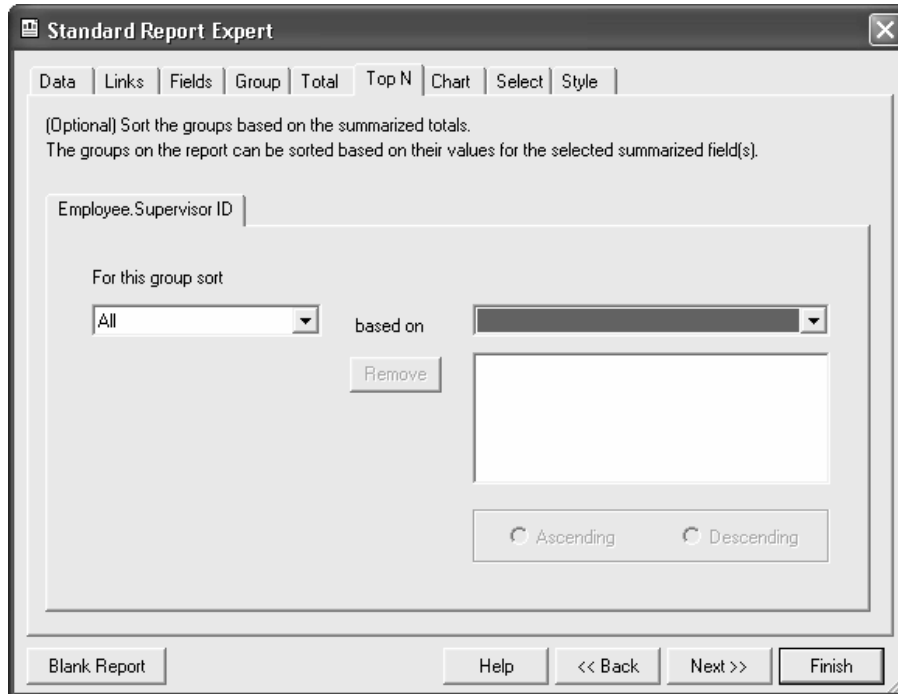 Standard Report Expert
Data Links Fields Group Total Top N Chart Select Style
(Optional) Sort the groups based on the summarized totals.
The groups on the report can be sorted based on their values for the selected summarized field(s).
Employee.Supervisor ID
For this group sort
All based on
Remove
Ascending Descending
Blank Report Help << Back Next >> Finish